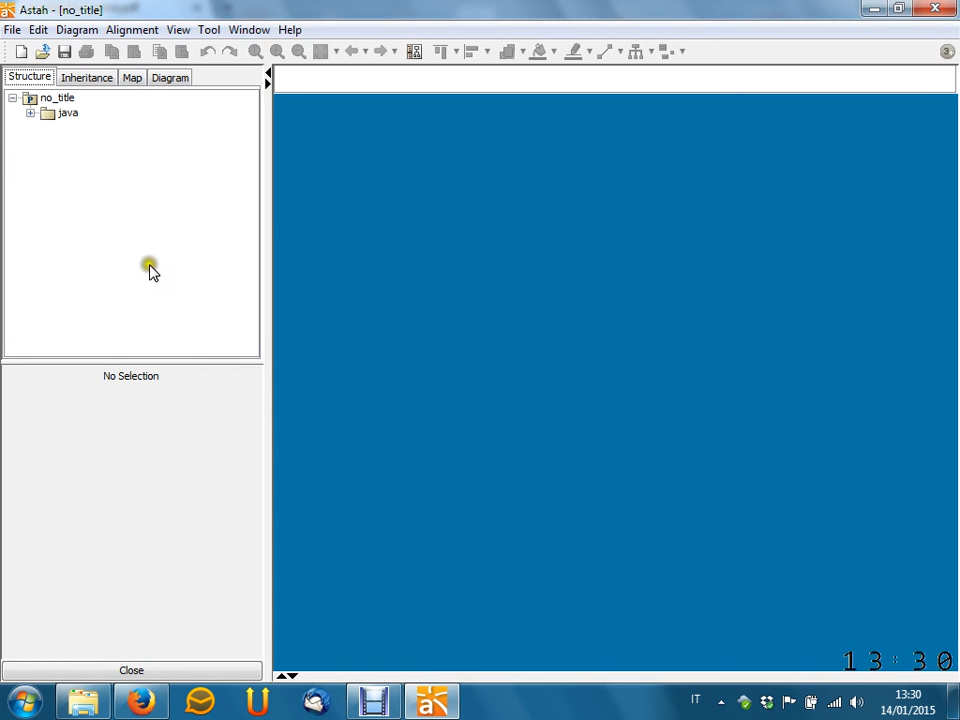 Astah - [no_title]
File Edit Diagram Alignment View Tool Window Help
3
Structure Inheritance Map Diagram
P no_title
java
No Selection
Close
13:30
IT 13:30
14/01/2015